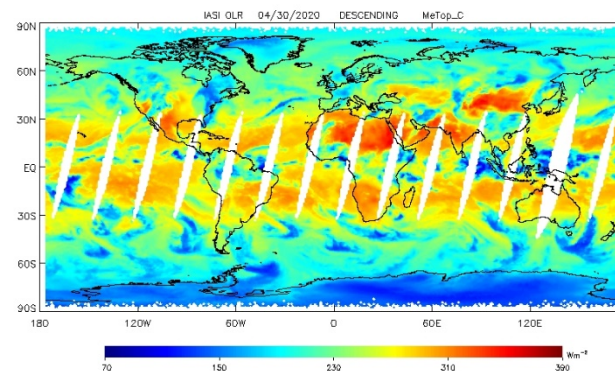 IASI OLR 04/30/2020 DESCENDING MeTop_C
90N
60N
30N
EQ
30S
60S
90S
180 120W 60W 0 60E 120E
Wm⁻²
70 150 230 310 390